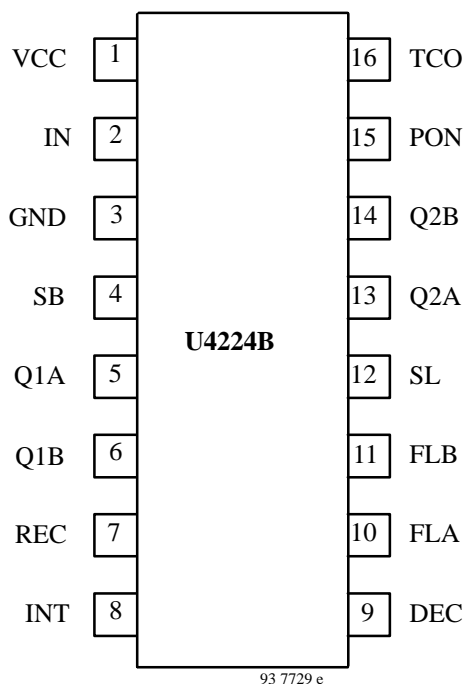 VCC 1 16 TCO
IN 2 15 PON
GND 3 14 Q2B
SB 4 13 Q2A
U4224B
Q1A 5 12 SL
Q1B 6 11 FLB
REC 7 10 FLA
INT 8 9 DEC
93 7729 e